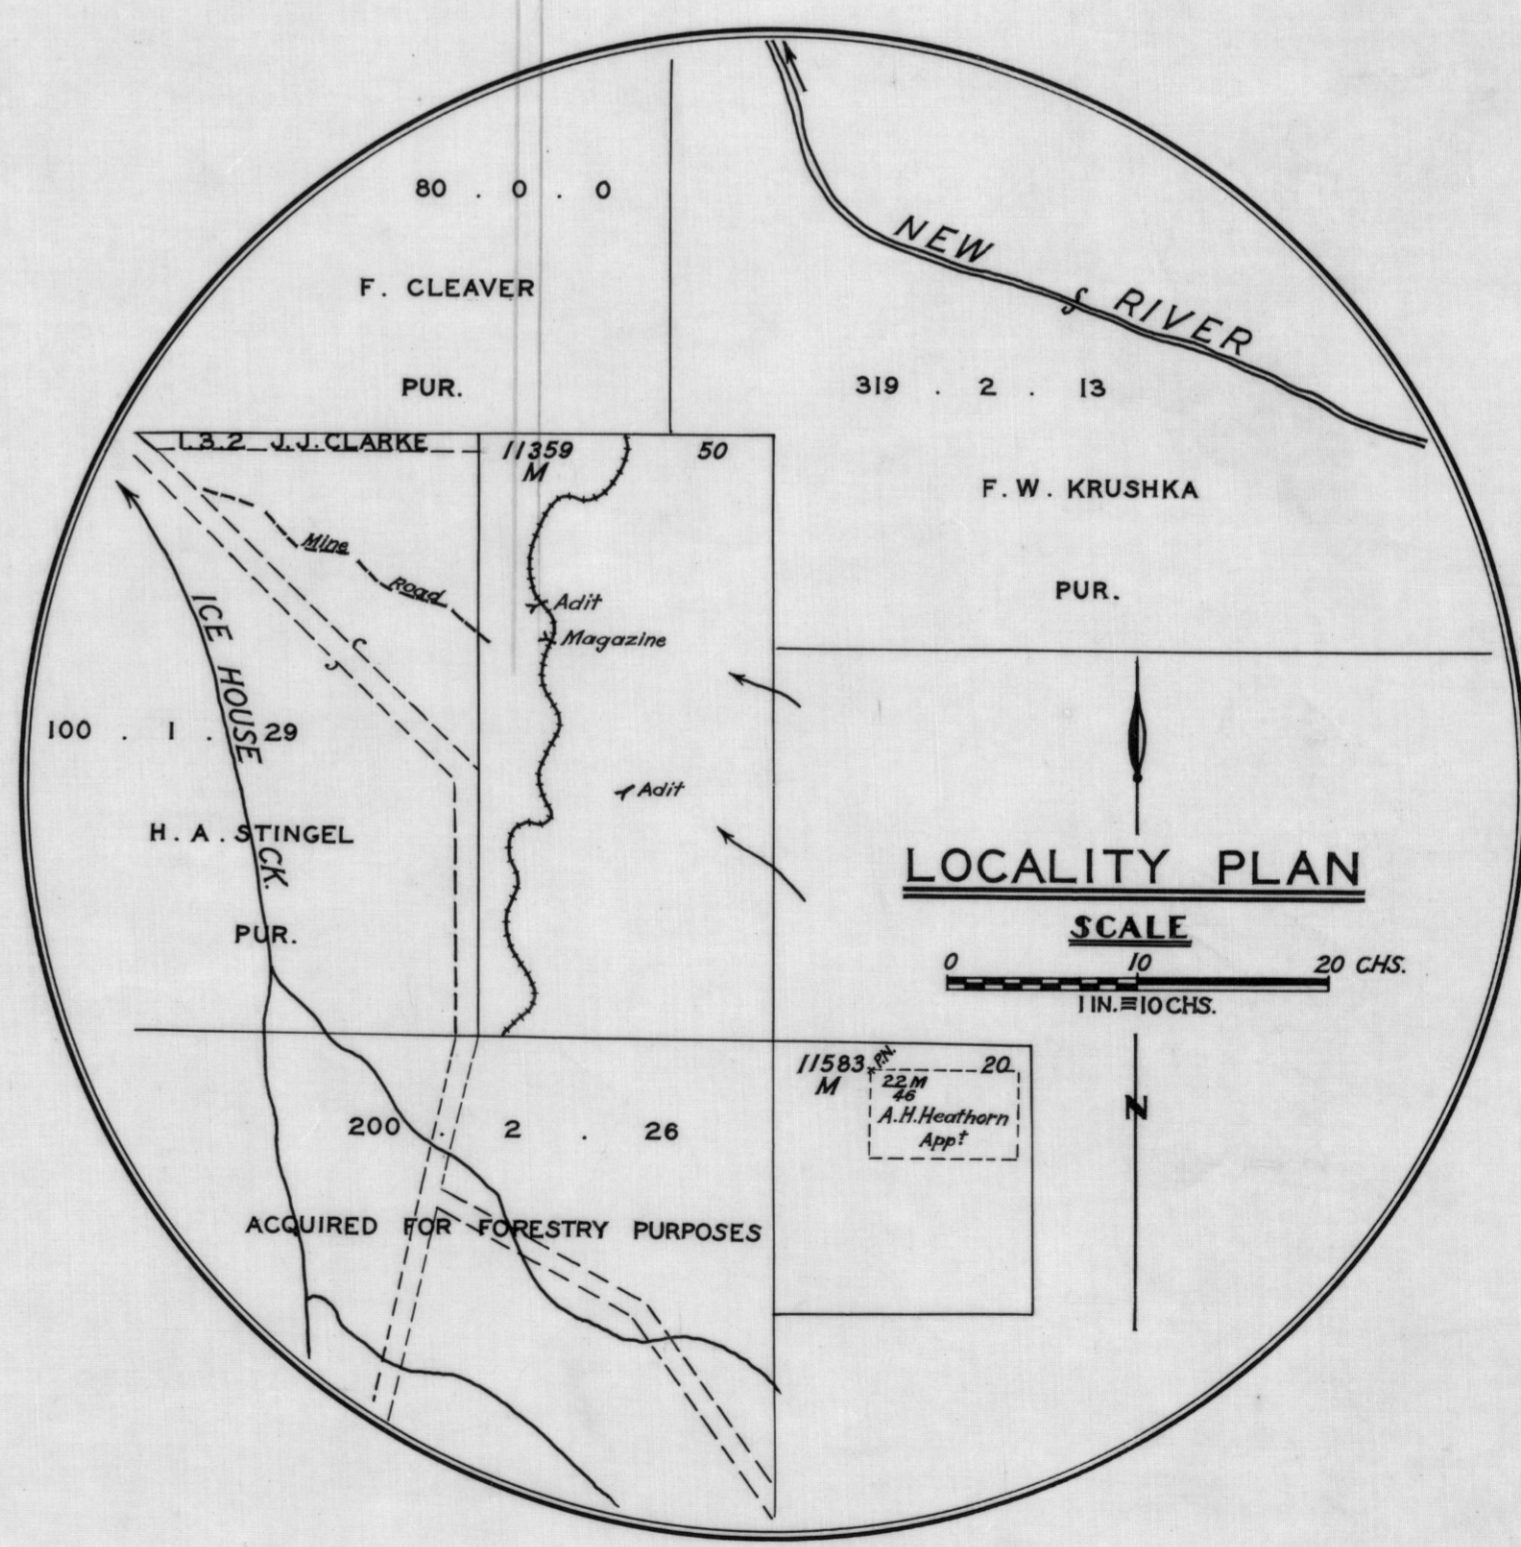 80 . 0 . 0
F. CLEAVER
PUR.
NEW RIVER
319 . 2 . 13
F. W. KRUSHKA
PUR.
1.3.2 J.J. CLARKE
11359
M
50
Mine Road
Adit
Magazine
Adit
ICE HOUSE CK.
100 . 1 . 29
H. A. STINGEL
PUR.
LOCALITY PLAN
SCALE
0 10 20 CHS.
1 IN. ≡ 10 CHS.
N
11583
M
P.N.
20
22 M
46
A.H. Heathorn
Appt
200 . 2 . 26
ACQUIRED FOR FORESTRY PURPOSES